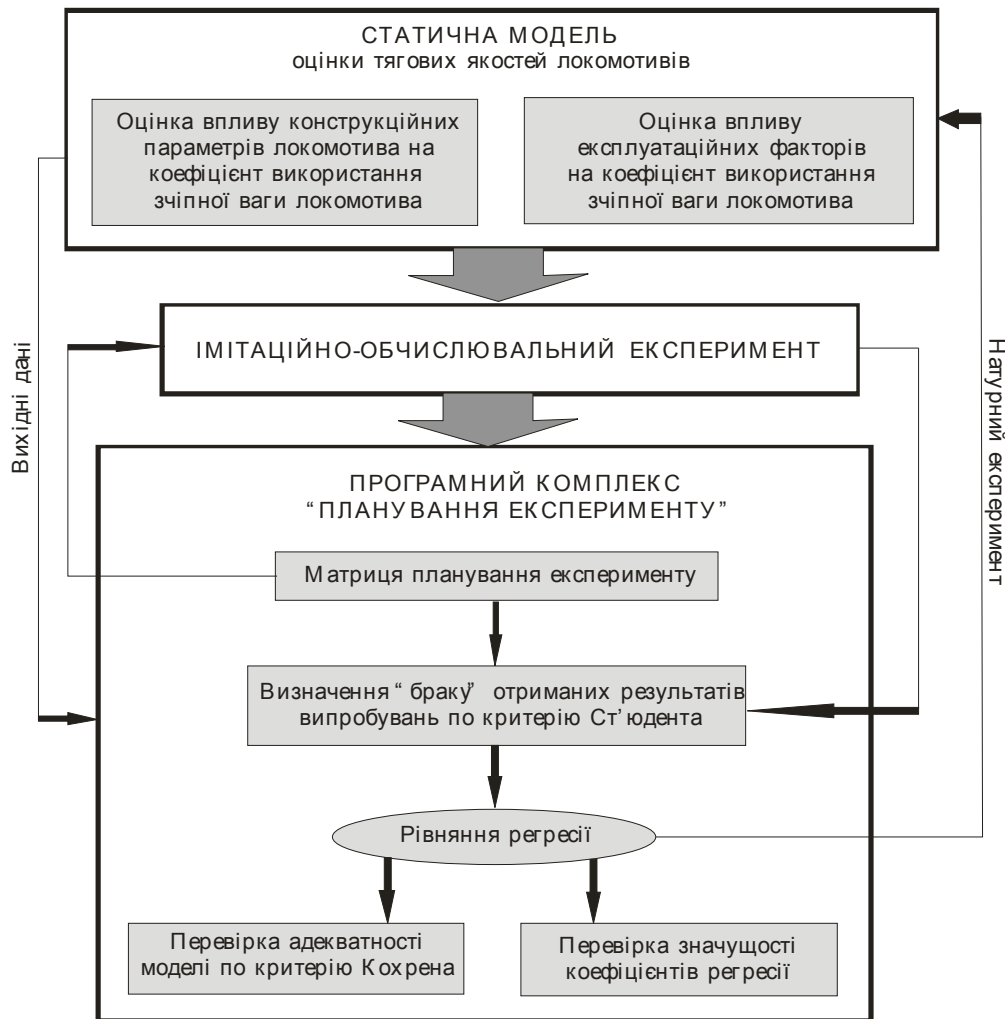 СТАТИЧНА МОДЕЛЬ
оцінки тягових якостей локомотивів
Оцінка впливу конструкційних
параметрів локомотива на
коефіцієнт використання
зчіпної ваги локомотива
Оцінка впливу
експлуатаційних факторів
на коефіцієнт використання
зчіпної ваги локомотива
ІМІТАЦІЙНО-ОБЧИСЛЮВАЛЬНИЙ ЕКСПЕРИМЕНТ
Вихідні дані
Натурний експеримент
ПРОГРАМНИЙ КОМПЛЕКС
“ПЛАНУВАННЯ ЕКСПЕРИМЕНТУ”
Матриця планування експерименту
Визначення “браку” отриманих результатів
випробувань по критерію Ст’юдента
Рівняння регресії
Перевірка адекватності
моделі по критерію Кохрена
Перевірка значущості
коефіцієнтів регресії